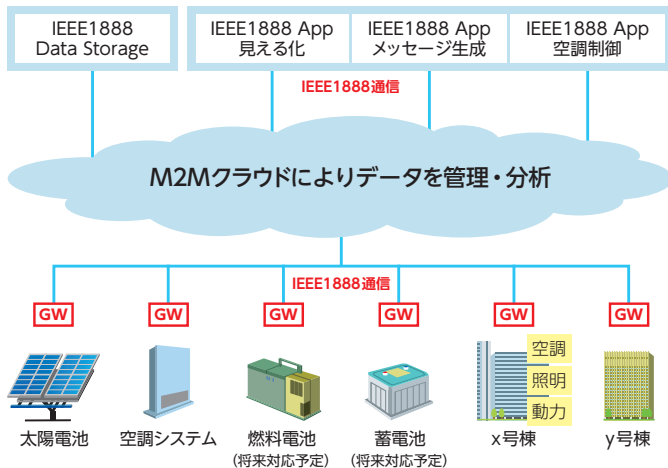 IEEE1888
Data Storage
IEEE1888 App
見える化
IEEE1888 App
メッセージ生成
IEEE1888 App
空調制御
IEEE1888通信
M2Mクラウドによりデータを管理・分析
IEEE1888通信
GW
GW
GW
GW
GW
GW
空調
照明
動力
太陽電池
空調システム
燃料電池
(将来対応予定)
蓄電池
(将来対応予定)
x号棟
y号棟